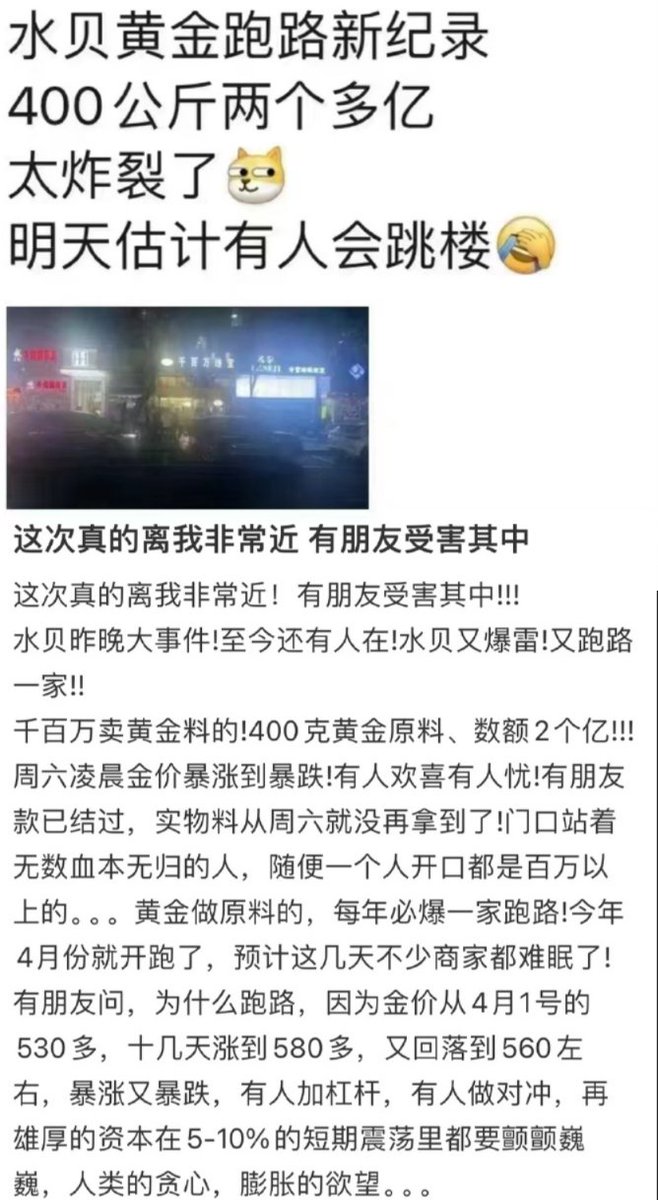 水贝黄金跑路新纪录
400公斤两个多亿
太炸裂了
明天估计有人会跳楼
千百万珠宝
这次真的离我非常近 有朋友受害其中
这次真的离我非常近！有朋友受害其中!!!
水贝昨晚大事件!至今还有人在!水贝又爆雷!又跑路
一家!!
千百万卖黄金料的!400克黄金原料、数额2个亿!!!
周六凌晨金价暴涨到暴跌!有人欢喜有人忧!有朋友
款已结过，实物料从周六就没再拿到了!门口站着
无数血本无归的人，随便一个人开口都是百万以
上的。。。黄金做原料的，每年必爆一家跑路!今年
4月份就开跑了，预计这几天不少商家都难眠了!
有朋友问，为什么跑路，因为金价从4月1号的
530多，十几天涨到580多，又回落到560左
右，暴涨又暴跌，有人加杠杆，有人做对冲，再
雄厚的资本在5-10%的短期震荡里都要颤颤巍
巍，人类的贪心，膨胀的欲望。。。